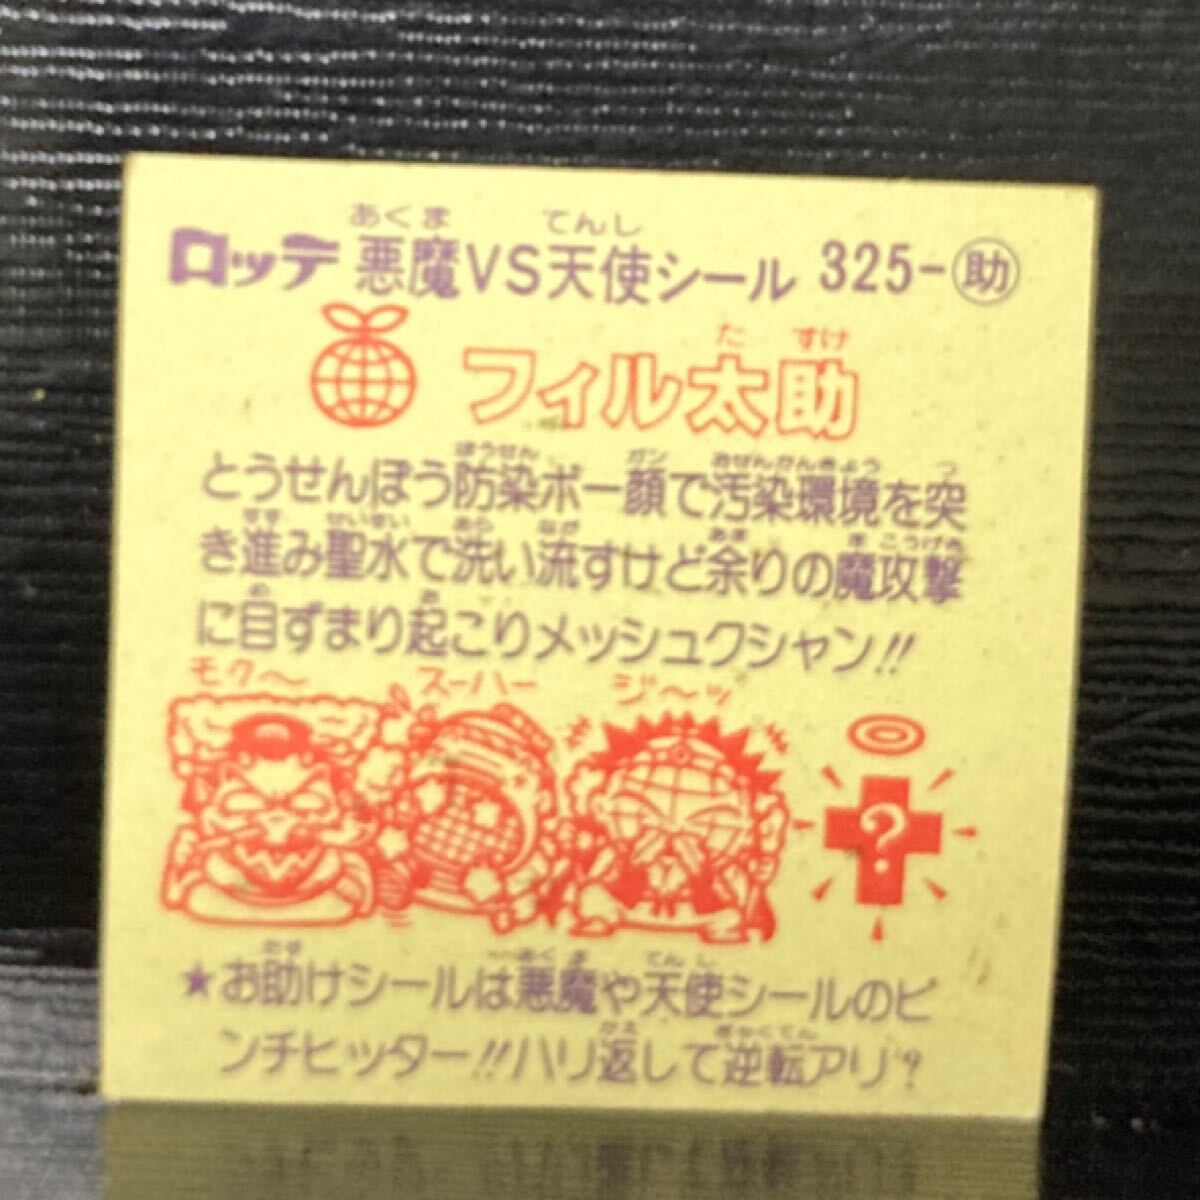 ロッテ 悪魔VS天使シール 325-助
あくま てんし
フィル太助
た すけ
とうせんぼう防染ボー顔で汚染環境を突
ぼうせん ガン おせんかんきょう つ
き進み聖水で洗い流すけど余りの魔攻撃
すす せいすい あら なが あま ま こうげき
に目ずまり起こりメッシュクシャン!!
め お
モク〜 スーハー ジ〜ッ
?
★お助けシールは悪魔や天使シールのピ
たす あくま てんし
ンチヒッター!!ハリ返して逆転アリ?
かえ ぎゃくてん